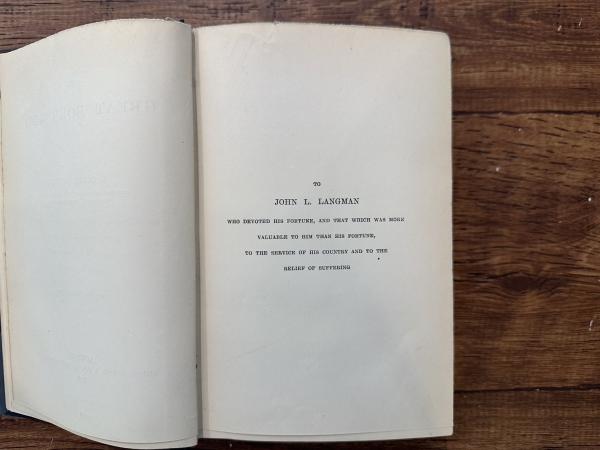 TO
JOHN L. LANGMAN
WHO DEVOTED HIS FORTUNE, AND THAT WHICH WAS MORE
VALUABLE TO HIM THAN HIS FORTUNE,
TO THE SERVICE OF HIS COUNTRY AND TO THE
RELIEF OF SUFFERING